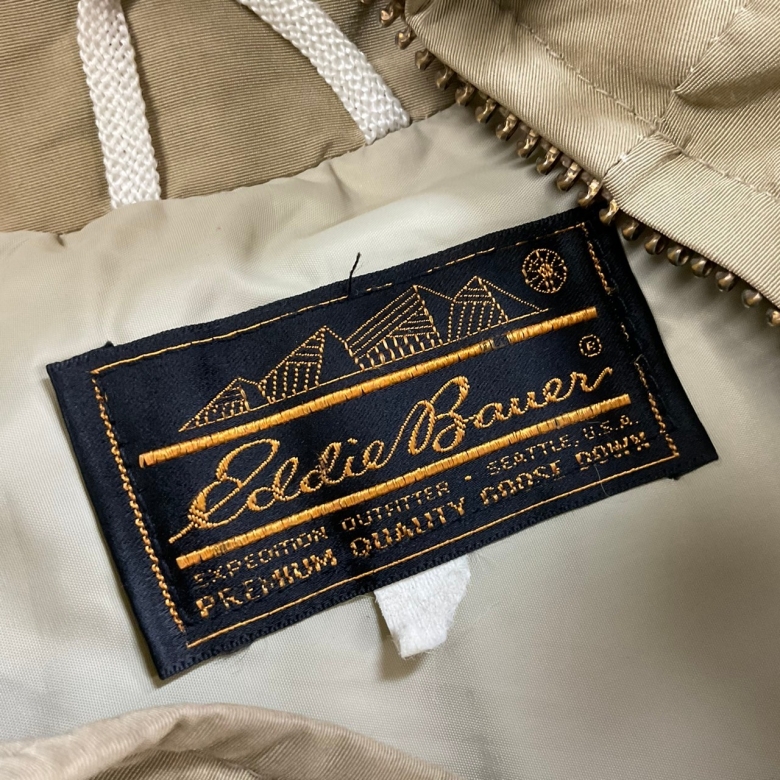 Eddie Bauer ®
EXPEDITION OUTFITTER · SEATTLE, U.S.A.
PREMIUM QUALITY GOOSE DOWN